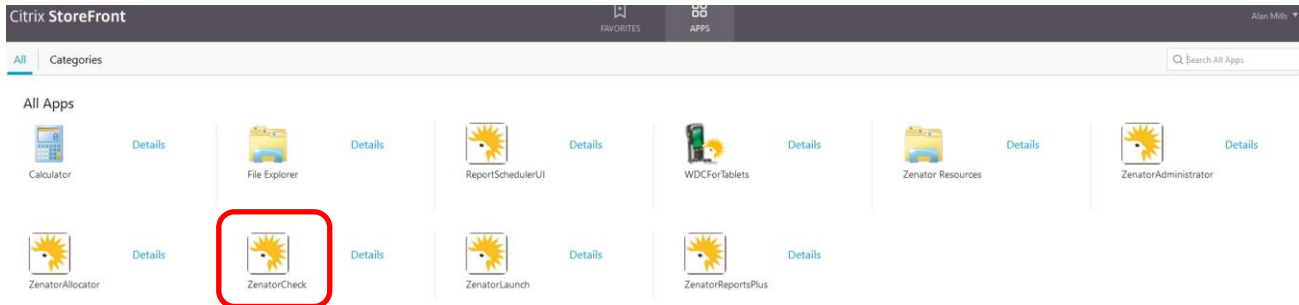 Citrix StoreFront
FAVORITES
APPS
Alan Mills
All
Categories
Search All Apps
All Apps
Details
Details
Details
Details
Details
Details
Calculator
File Explorer
ReportSchedulerUI
WDCForTablets
Zenator Resources
ZenatorAdministrator
Details
Details
Details
Details
ZenatorAllocator
ZenatorCheck
ZenatorLaunch
ZenatorReportsPlus